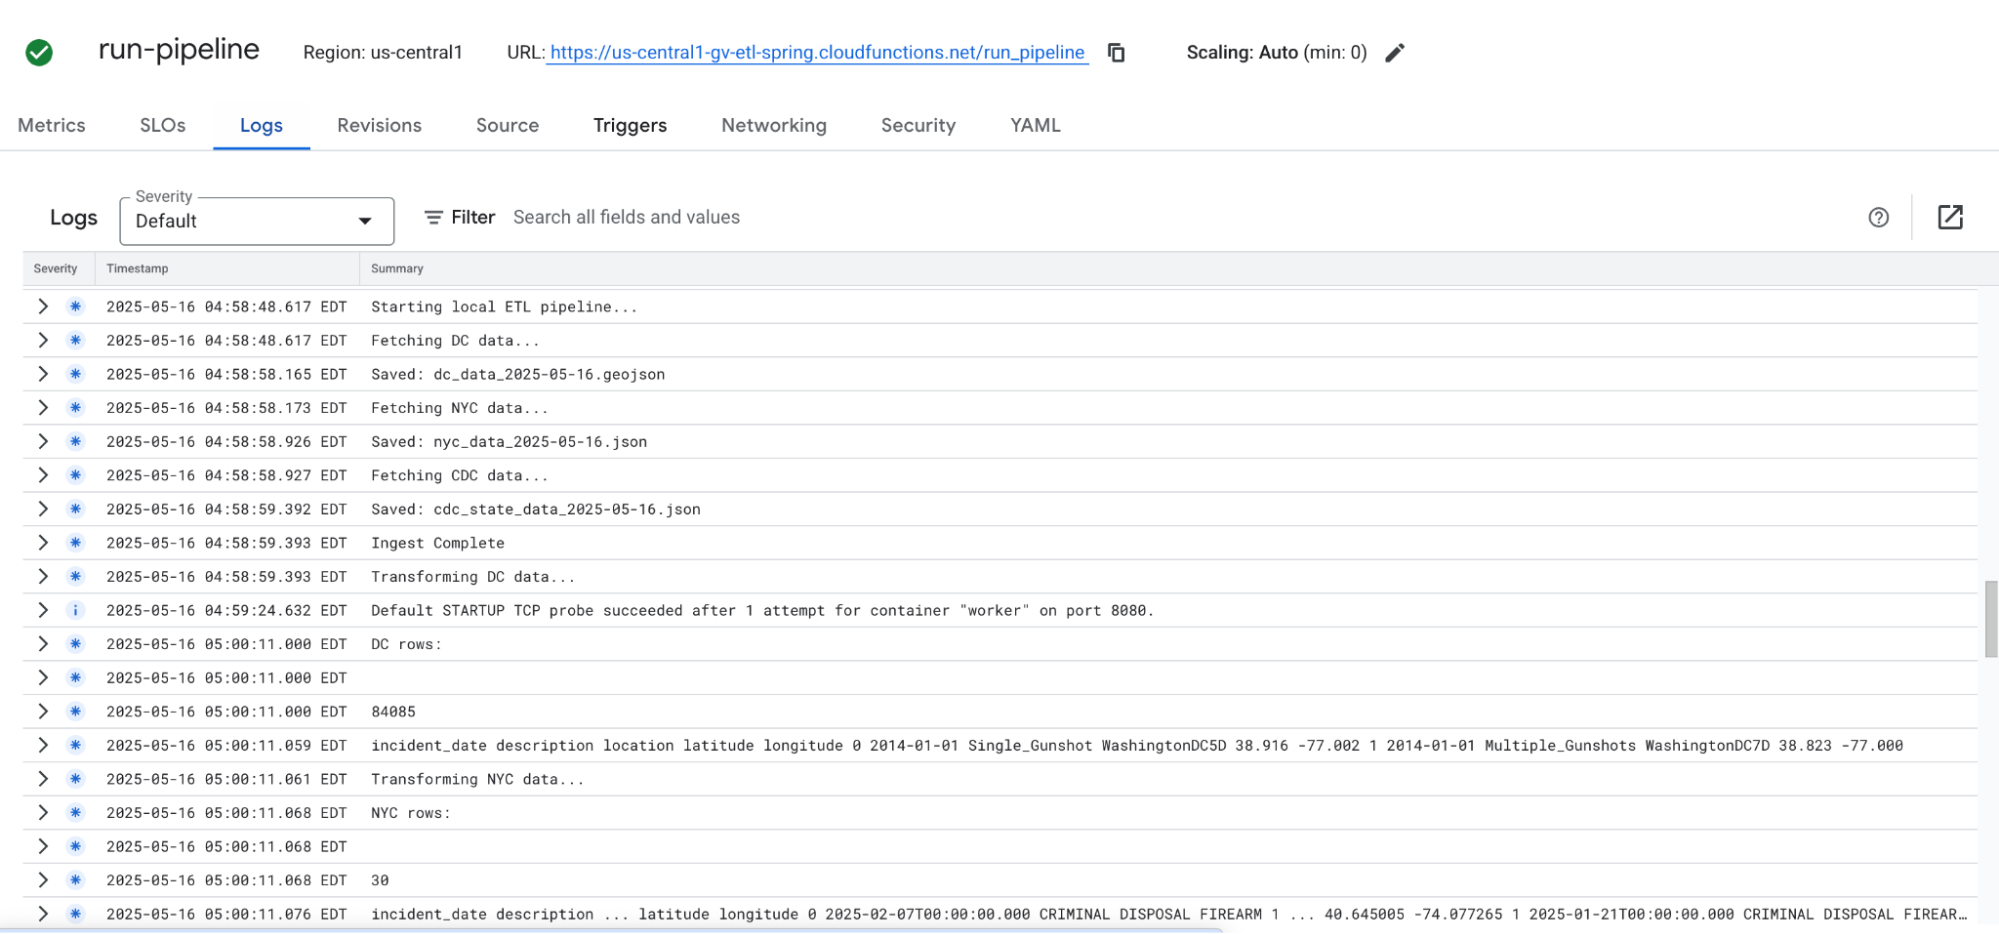 run-pipeline Region: us-central1 URL: https://us-central1-gv-etl-spring.cloudfunctions.net/run_pipeline Scaling: Auto (min: 0)
Metrics SLOs Logs Revisions Source Triggers Networking Security YAML
Severity
Logs Default Filter Search all fields and values
Severity Timestamp Summary
2025-05-16 04:58:48.617 EDT Starting local ETL pipeline...
2025-05-16 04:58:48.617 EDT Fetching DC data...
2025-05-16 04:58:58.165 EDT Saved: dc_data_2025-05-16.geojson
2025-05-16 04:58:58.173 EDT Fetching NYC data...
2025-05-16 04:58:58.926 EDT Saved: nyc_data_2025-05-16.json
2025-05-16 04:58:58.927 EDT Fetching CDC data...
2025-05-16 04:58:59.392 EDT Saved: cdc_state_data_2025-05-16.json
2025-05-16 04:58:59.393 EDT Ingest Complete
2025-05-16 04:58:59.393 EDT Transforming DC data...
2025-05-16 04:59:24.632 EDT Default STARTUP TCP probe succeeded after 1 attempt for container "worker" on port 8080.
2025-05-16 05:00:11.000 EDT DC rows:
2025-05-16 05:00:11.000 EDT
2025-05-16 05:00:11.000 EDT 84085
2025-05-16 05:00:11.059 EDT incident_date description location latitude longitude 0 2014-01-01 Single_Gunshot WashingtonDC5D 38.916 -77.002 1 2014-01-01 Multiple_Gunshots WashingtonDC7D 38.823 -77.000
2025-05-16 05:00:11.061 EDT Transforming NYC data...
2025-05-16 05:00:11.068 EDT NYC rows:
2025-05-16 05:00:11.068 EDT
2025-05-16 05:00:11.068 EDT 30
2025-05-16 05:00:11.076 EDT incident_date description ... latitude longitude 0 2025-02-07T00:00:00.000 CRIMINAL DISPOSAL FIREARM 1 ... 40.645005 -74.077265 1 2025-01-21T00:00:00.000 CRIMINAL DISPOSAL FIREAR…